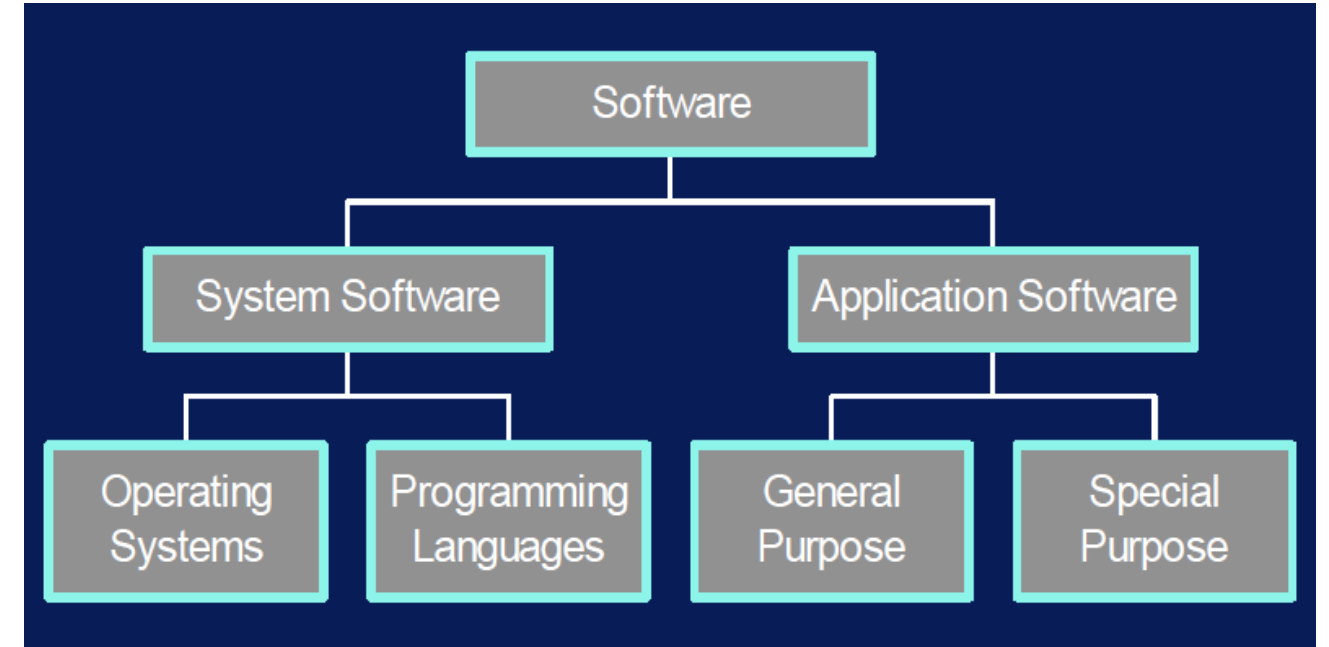 Software
System Software
Application Software
Operating
Systems
Programming
Languages
General
Purpose
Special
Purpose